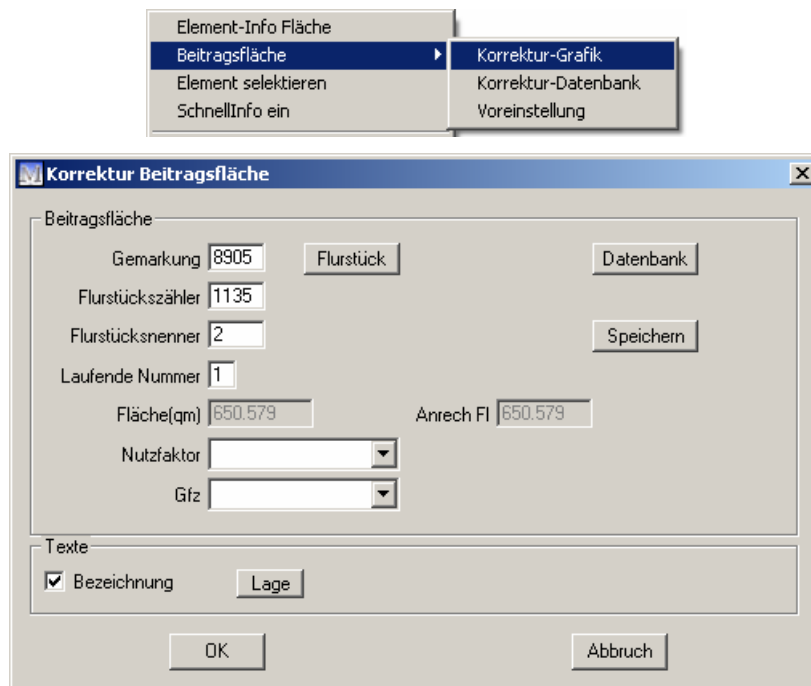 Element-Info Fläche
Beitragsfläche Korrektur-Grafik
Element selektieren Korrektur-Datenbank
SchnellInfo ein Voreinstellung
Korrektur Beitragsfläche
Beitragsfläche
Gemarkung 8905 Flurstück Datenbank
Flurstückszähler 1135
Flurstücksnenner 2 Speichern
Laufende Nummer 1
Fläche(qm) 650.579 Anrech Fl 650.579
Nutzfaktor
Gfz
Texte
Bezeichnung Lage
OK Abbruch